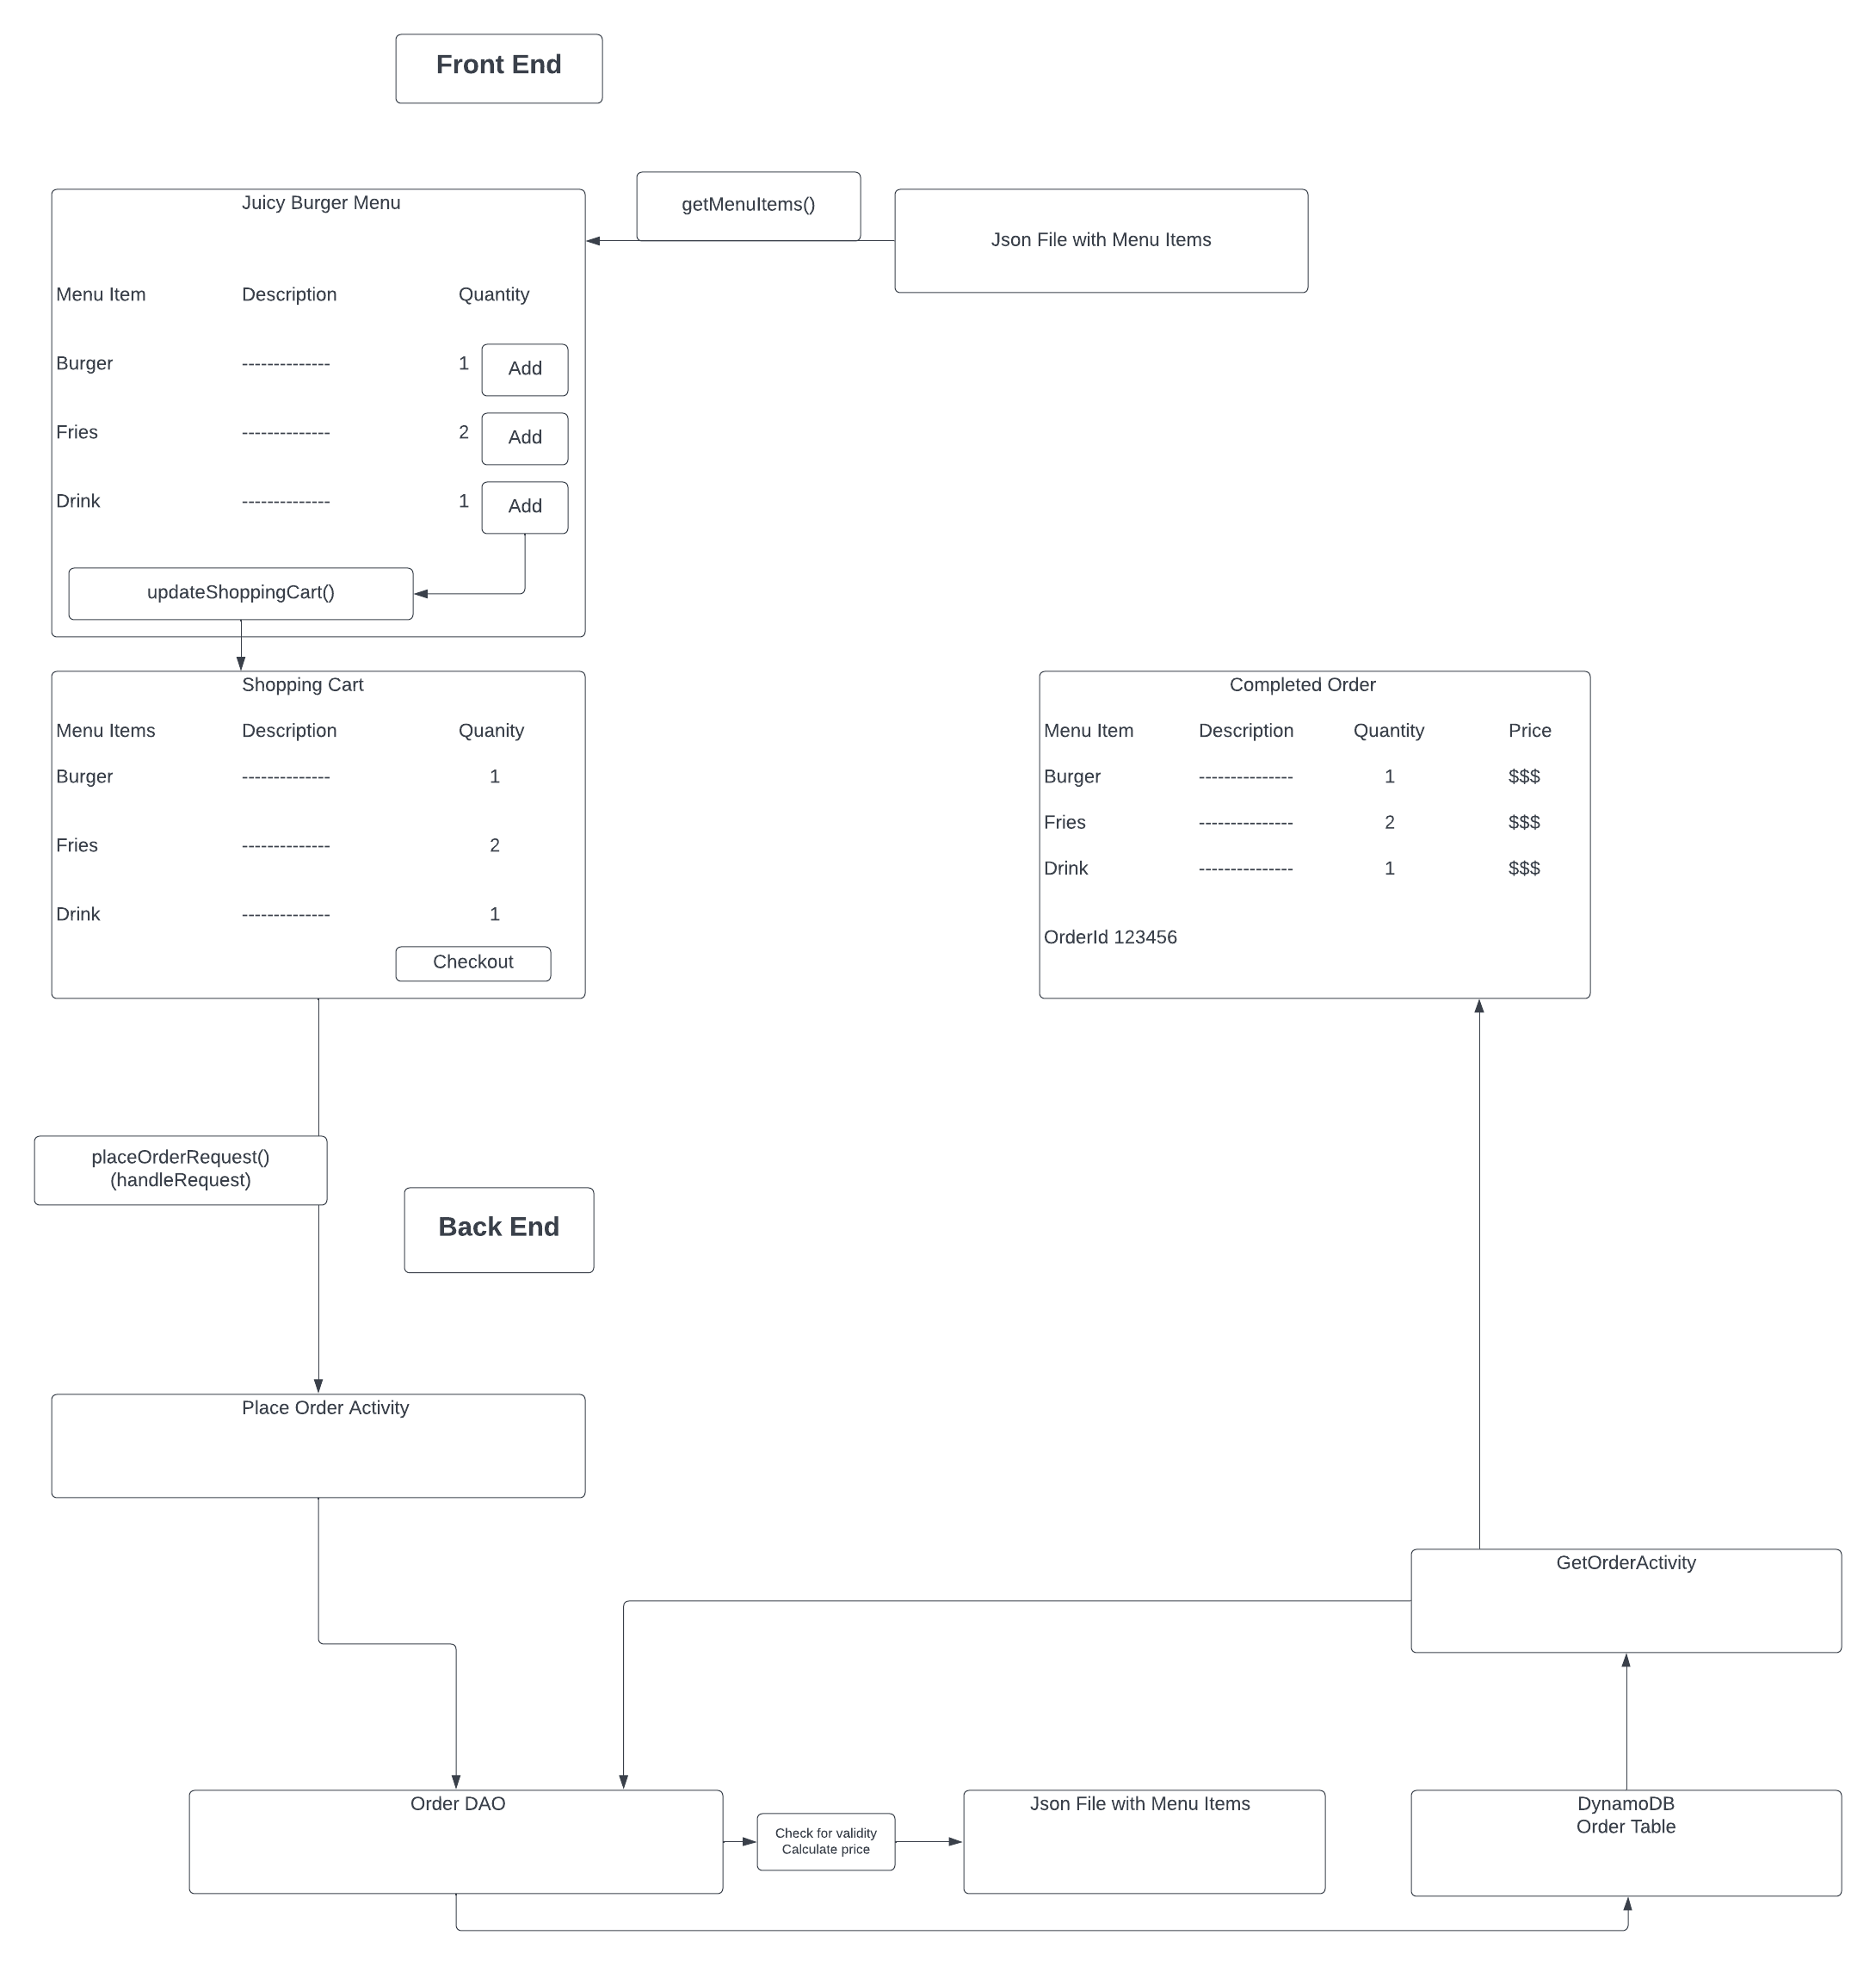 Front End
getMenuItems()
Json File with Menu Items
Juicy Burger Menu
Menu Item Description Quantity
Burger -------------- 1 Add
Fries -------------- 2 Add
Drink -------------- 1 Add
updateShoppingCart()
Shopping Cart
Menu Items Description Quanity
Burger -------------- 1
Fries -------------- 2
Drink -------------- 1
Checkout
Completed Order
Menu Item Description Quantity Price
Burger --------------- 1 $$$
Fries --------------- 2 $$$
Drink --------------- 1 $$$
OrderId 123456
placeOrderRequest()
(handleRequest)
Back End
Place Order Activity
GetOrderActivity
Order DAO
Check for validity
Calculate price
Json File with Menu Items
DynamoDB
Order Table